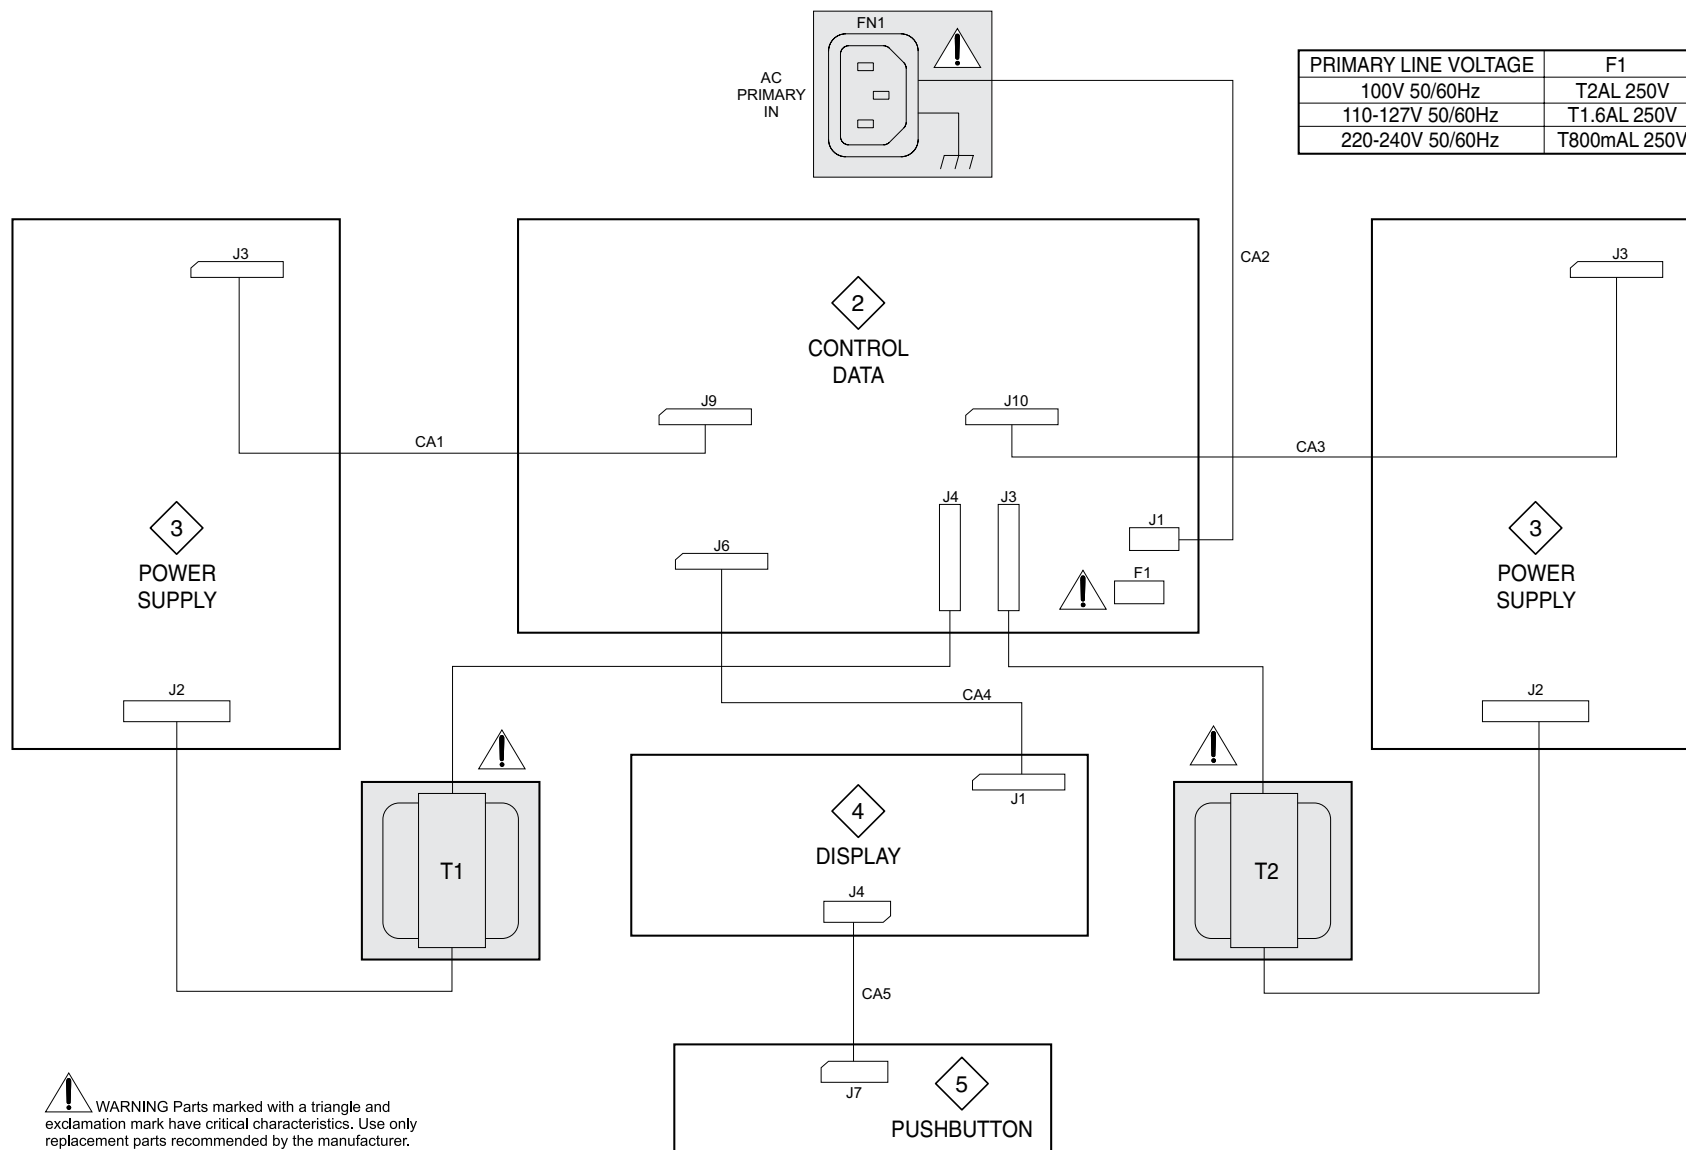 FN1
AC
PRIMARY
IN
PRIMARY LINE VOLTAGE F1
100V 50/60Hz T2AL 250V
110-127V 50/60Hz T1.6AL 250V
220-240V 50/60Hz T800mAL 250V
J3
CA2
J3
2
CONTROL
DATA
J9
J10
CA1
CA3
J4
J3
J1
3
POWER
SUPPLY
J6
F1
3
POWER
SUPPLY
J2
CA4
J2
J1
4
DISPLAY
T1
T2
J4
CA5
J7
5
PUSHBUTTON
WARNING Parts marked with a triangle and
exclamation mark have critical characteristics. Use only
replacement parts recommended by the manufacturer.